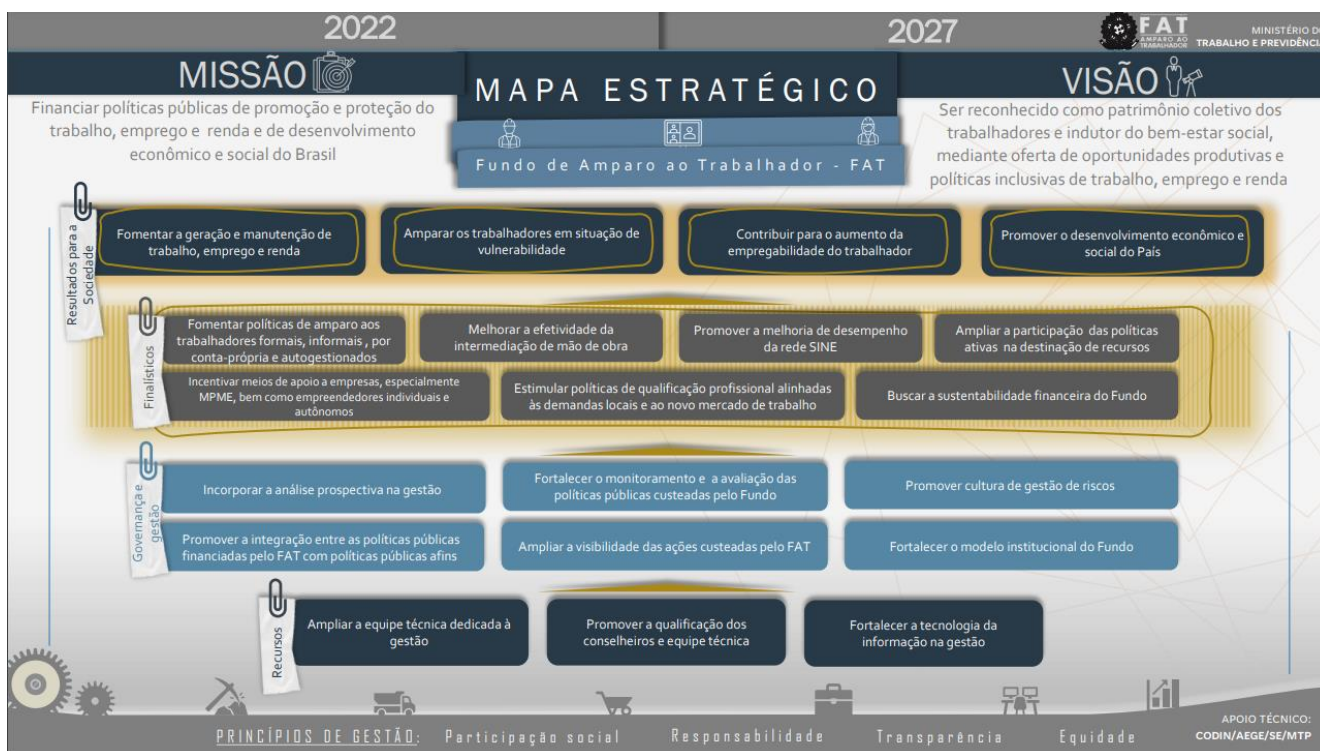 2022
2027
FAT
AMPARO AO
TRABALHADOR
MINISTÉRIO DO
TRABALHO E PREVIDÊNCIA
MISSÃO
Financiar políticas públicas de promoção e proteção do
trabalho, emprego e renda e de desenvolvimento
econômico e social do Brasil
MAPA ESTRATÉGICO
Fundo de Amparo ao Trabalhador - FAT
VISÃO
Ser reconhecido como patrimônio coletivo dos
trabalhadores e indutor do bem-estar social,
mediante oferta de oportunidades produtivas e
políticas inclusivas de trabalho, emprego e renda
Resultados para a
Sociedade
Fomentar a geração e manutenção de
trabalho, emprego e renda
Amparar os trabalhadores em situação de
vulnerabilidade
Contribuir para o aumento da
empregabilidade do trabalhador
Promover o desenvolvimento econômico e
social do País
Finalísticos
Fomentar políticas de amparo aos
trabalhadores formais, informais , por
conta-própria e autogestionados
Melhorar a efetividade da
intermediação de mão de obra
Promover a melhoria de desempenho
da rede SINE
Ampliar a participação das políticas
ativas na destinação de recursos
Incentivar meios de apoio a empresas, especialmente
MPME, bem como empreendedores individuais e
autônomos
Estimular políticas de qualificação profissional alinhadas
às demandas locais e ao novo mercado de trabalho
Buscar a sustentabilidade financeira do Fundo
Governança e
gestão
Incorporar a análise prospectiva na gestão
Fortalecer o monitoramento e a avaliação das
políticas públicas custeadas pelo Fundo
Promover cultura de gestão de riscos
Promover a integração entre as políticas públicas
financiadas pelo FAT com políticas públicas afins
Ampliar a visibilidade das ações custeadas pelo FAT
Fortalecer o modelo institucional do Fundo
Recursos
Ampliar a equipe técnica dedicada à
gestão
Promover a qualificação dos
conselheiros e equipe técnica
Fortalecer a tecnologia da
informação na gestão
PRINCÍPIOS DE GESTÃO: Participação social Responsabilidade Transparência Equidade
APOIO TÉCNICO:
CODIN/AEGE/SE/MTP